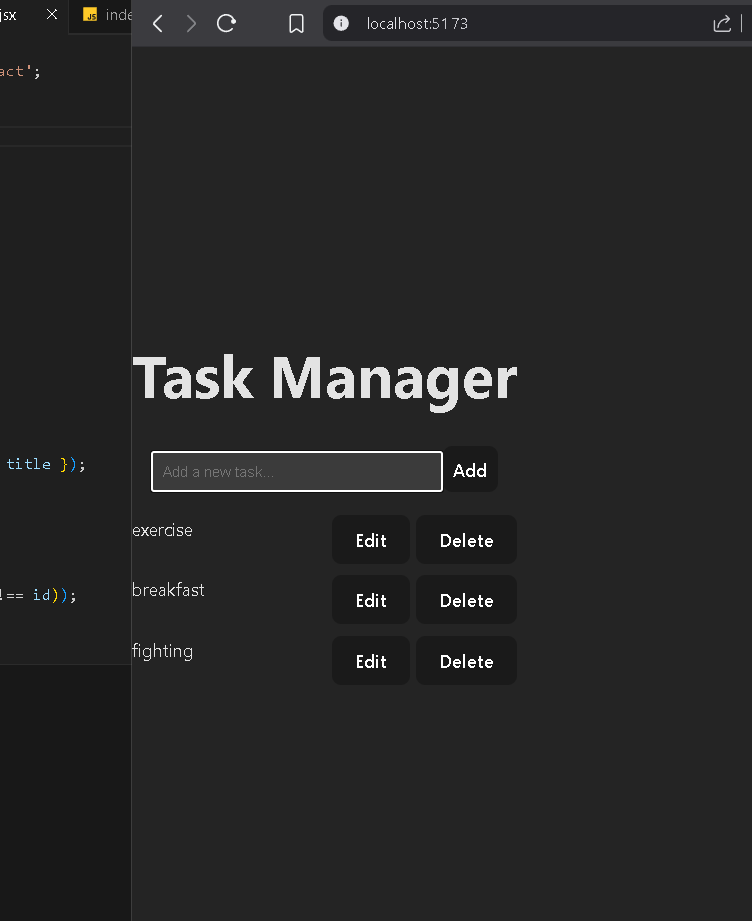 jsx
inde
localhost:5173
act';
Task Manager
title });
Add a new task...
Add
exercise
Edit
Delete
breakfast
Edit
Delete
!== id));
fighting
Edit
Delete